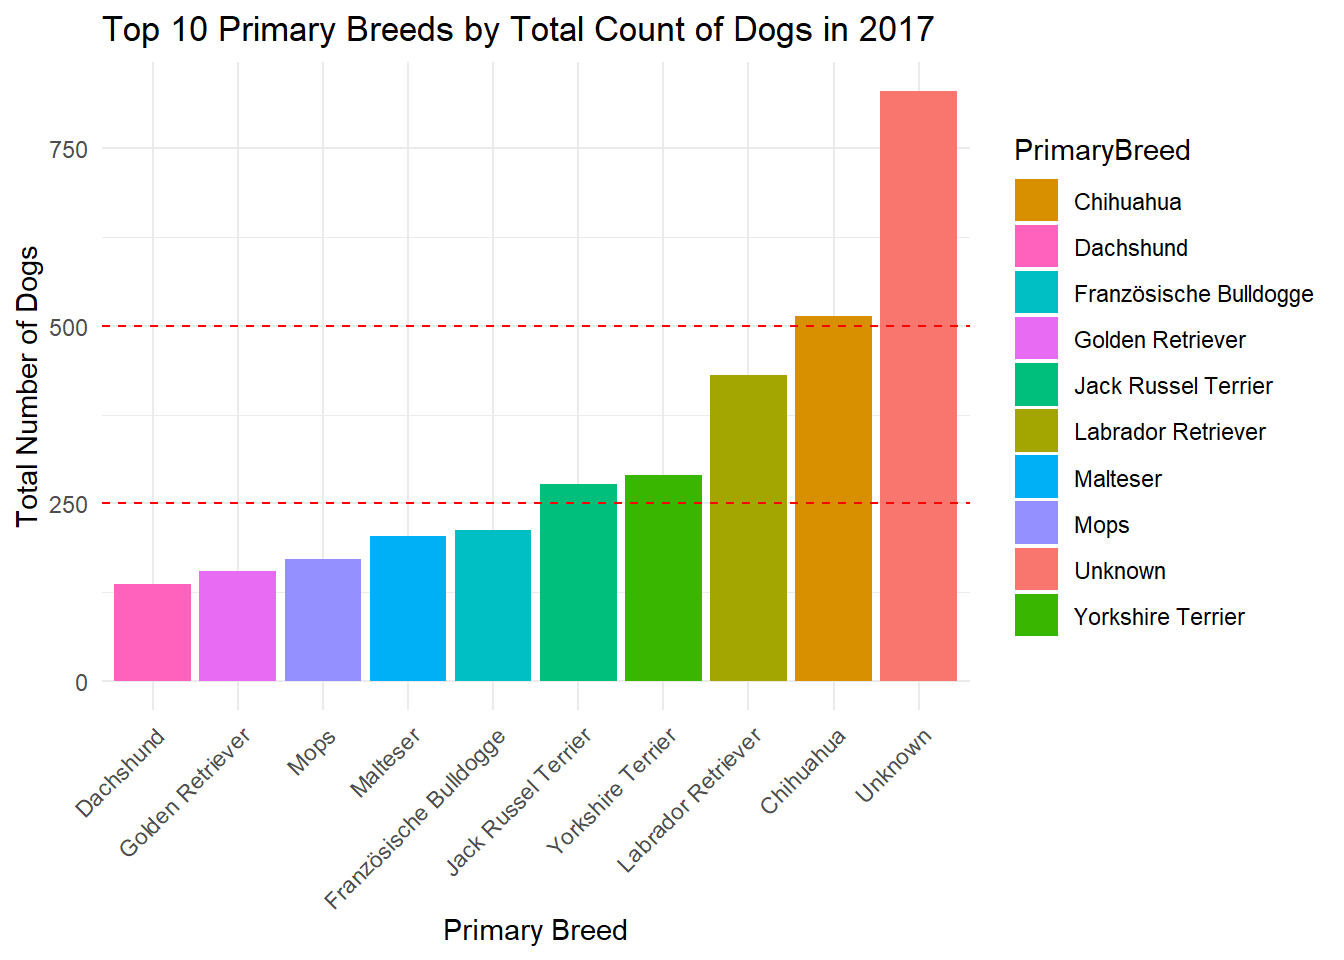 Top 10 Primary Breeds by Total Count of Dogs in 2017
Total Number of Dogs
750
500
250
0
Dachshund
Golden Retriever
Mops
Malteser
Französische Bulldogge
Jack Russel Terrier
Yorkshire Terrier
Labrador Retriever
Chihuahua
Unknown
Primary Breed
PrimaryBreed
Chihuahua
Dachshund
Französische Bulldogge
Golden Retriever
Jack Russel Terrier
Labrador Retriever
Malteser
Mops
Unknown
Yorkshire Terrier